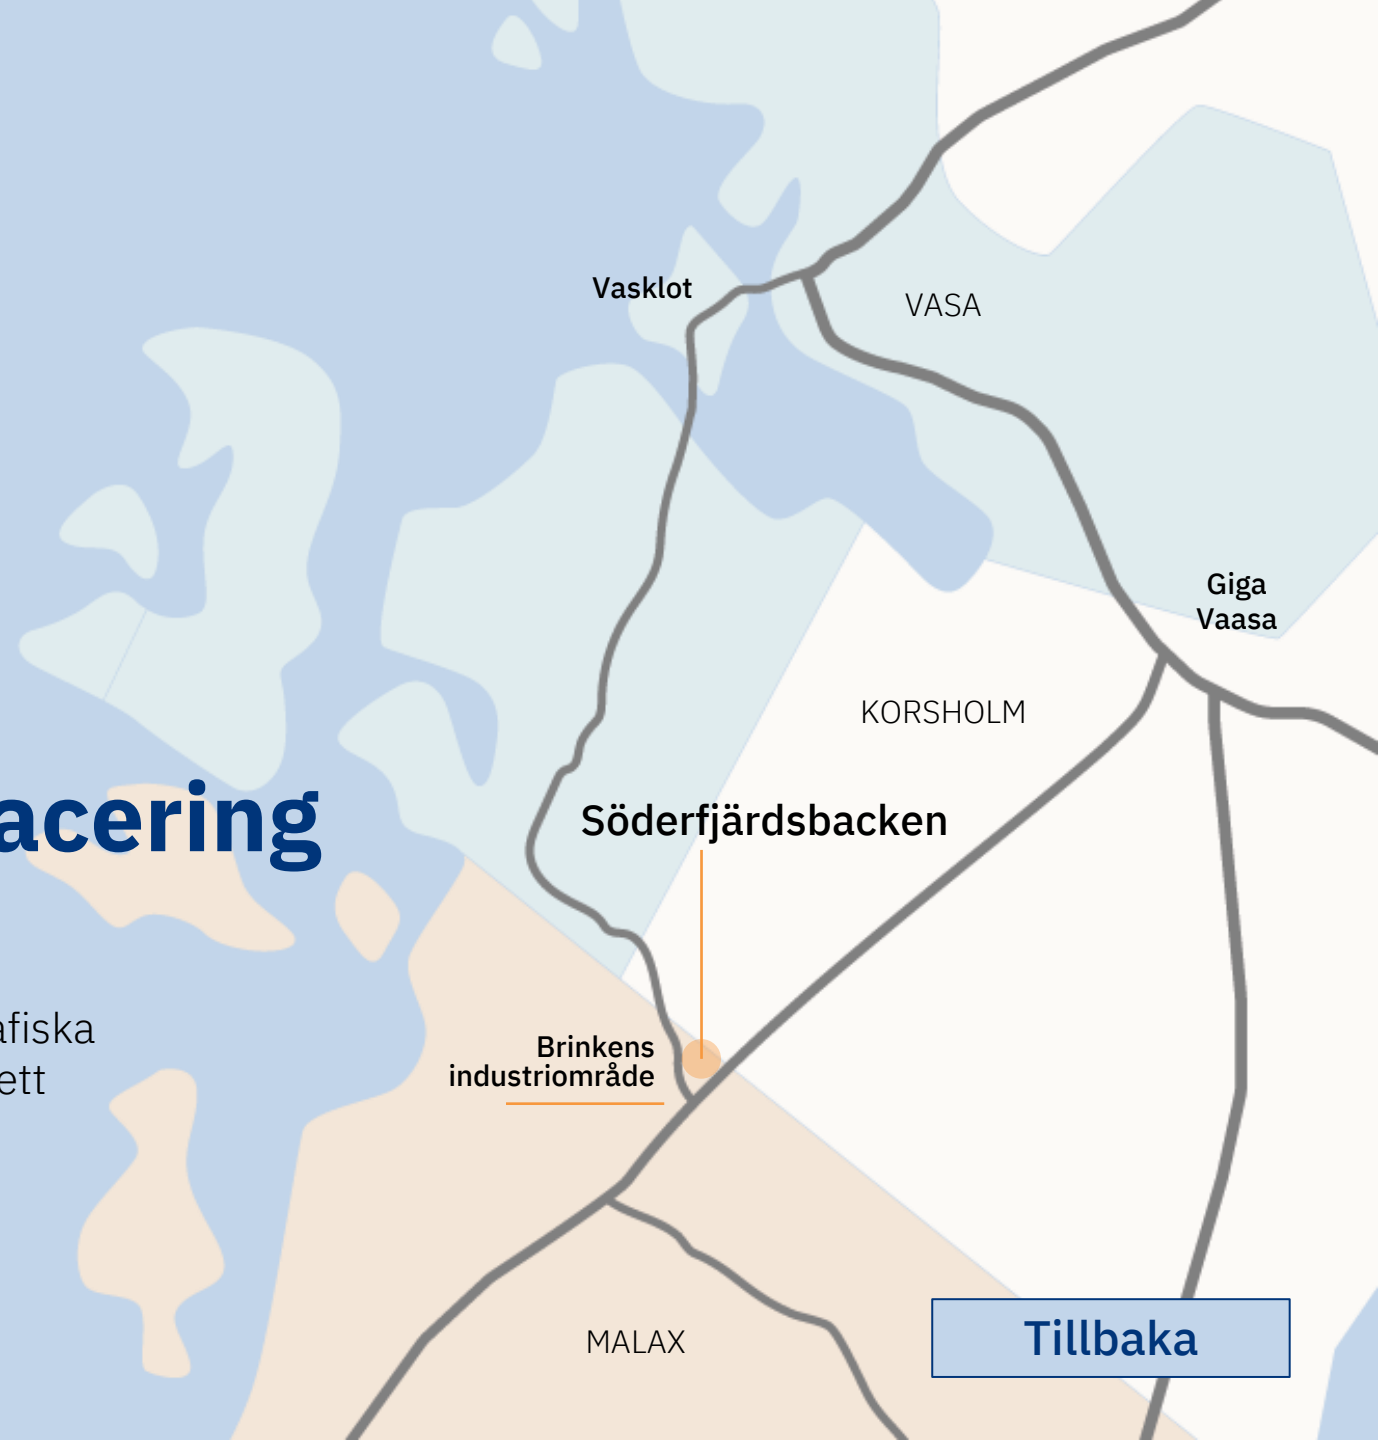 Vasklot
VASA
Giga
Vaasa
KORSHOLM
acering
Söderfjärdsbacken
afiska
ett
Brinkens
industriområde
MALAX
Tillbaka